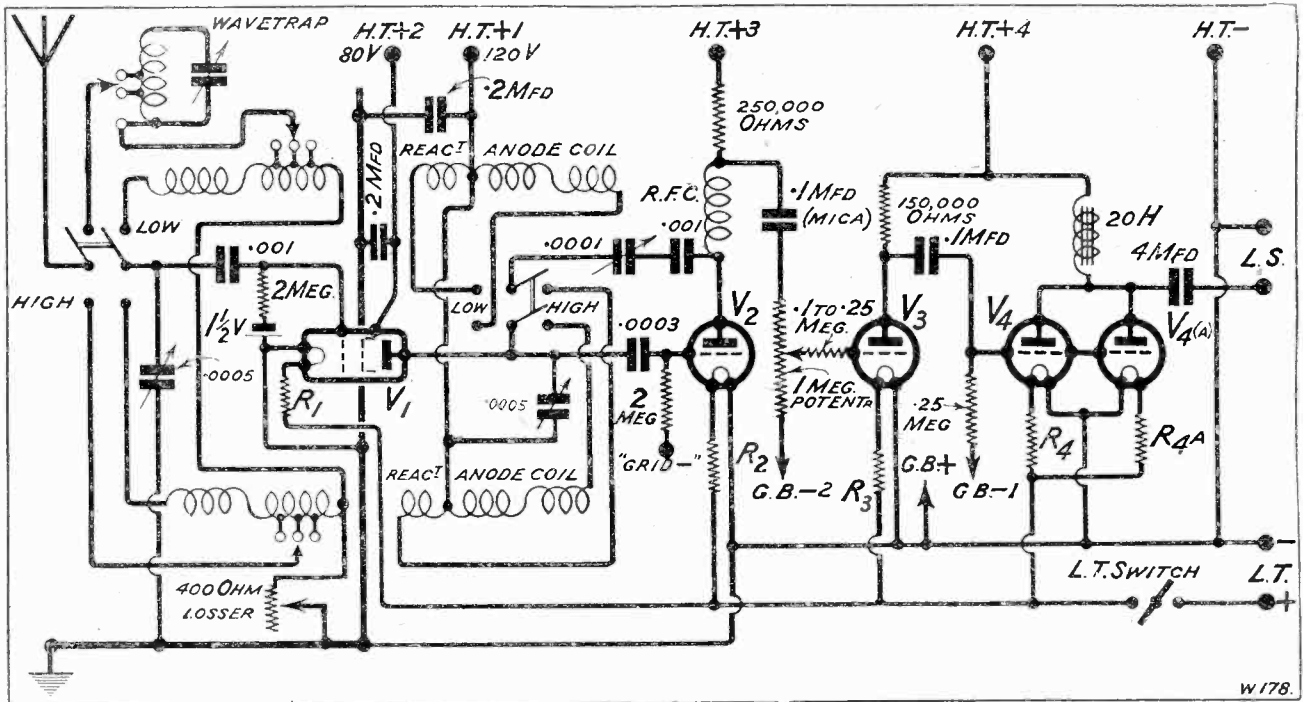 WAVETRAP
H.T.+2
80V
H.T.+1
120V
H.T.+3
H.T.+4
H.T.-
.2MFD
250,000
OHMS
REACT
ANODE COIL
.2 MFD
R.F.C.
.1MFD
(MICA)
150,000
OHMS
.1MFD
20H
4MFD
L.S.
LOW
.001
.0001
.001
HIGH
2MEG.
1½V
LOW
HIGH
V2
.1 TO .25
MEG.
V3
V4
V4(A)
.0005
R1
V1
.0005
.0003
2
MEG
"GRID-"
1 MEG.
POTENTR
.25
MEG
R2
G.B.-2
R3
G.B.+
G.B.-1
R4
R4A
REACT
ANODE COIL
-
400 OHM
LOSSER
L.T. SWITCH
L.T.
+
W.178.